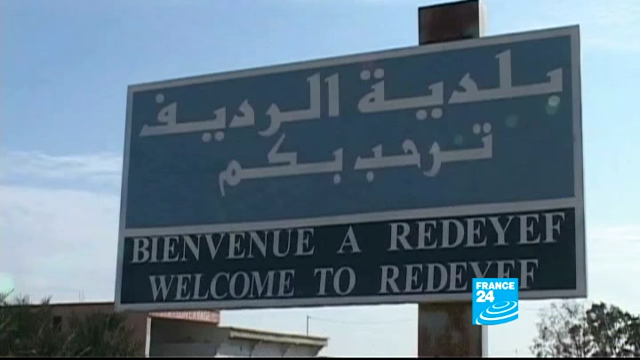 بلدية الرديف
ترحب بكم
BIENVENUE A REDEYEF
WELCOME TO REDEYEF
FRANCE
24